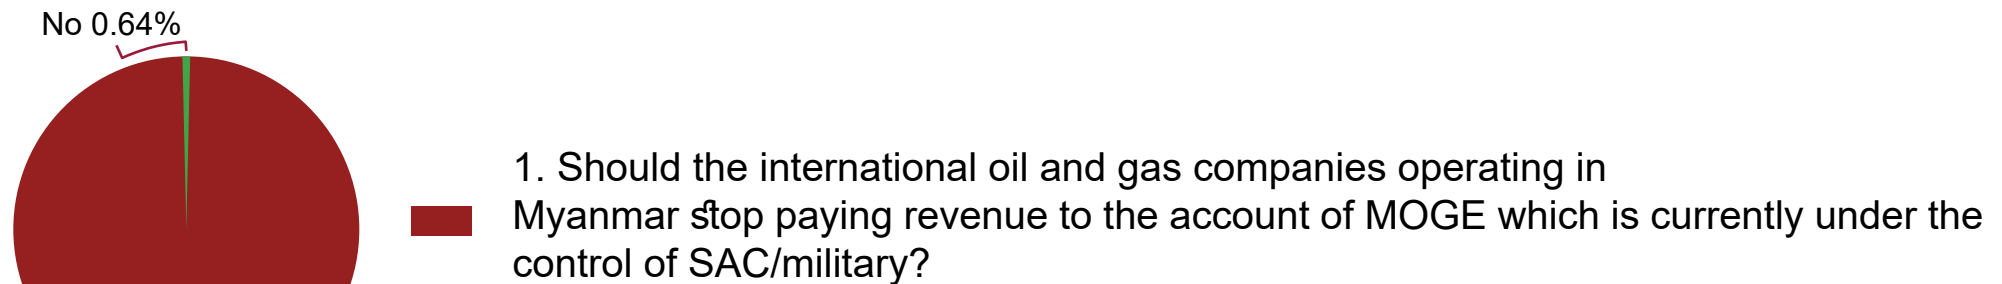 No 0.64%
1. Should the international oil and gas companies operating in
Myanmar stop paying revenue to the account of MOGE which is currently under the
control of SAC/military?